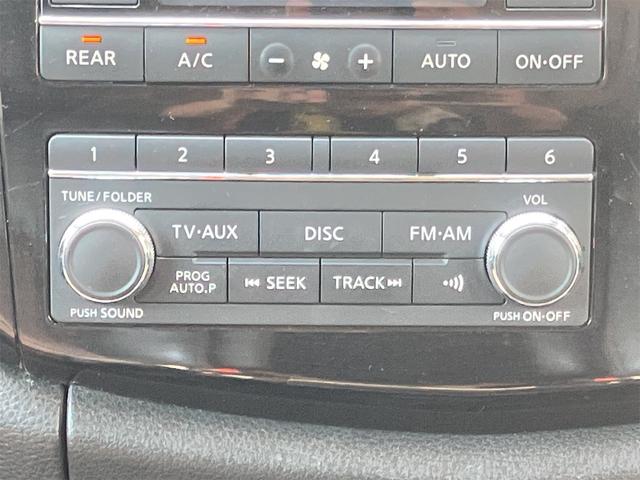 REAR A/C − + AUTO ON·OFF
1 2 3 4 5 6
TUNE/FOLDER VOL
TV·AUX DISC FM·AM
PROG AUTO.P ⏮ SEEK TRACK ⏭
PUSH SOUND PUSH ON·OFF